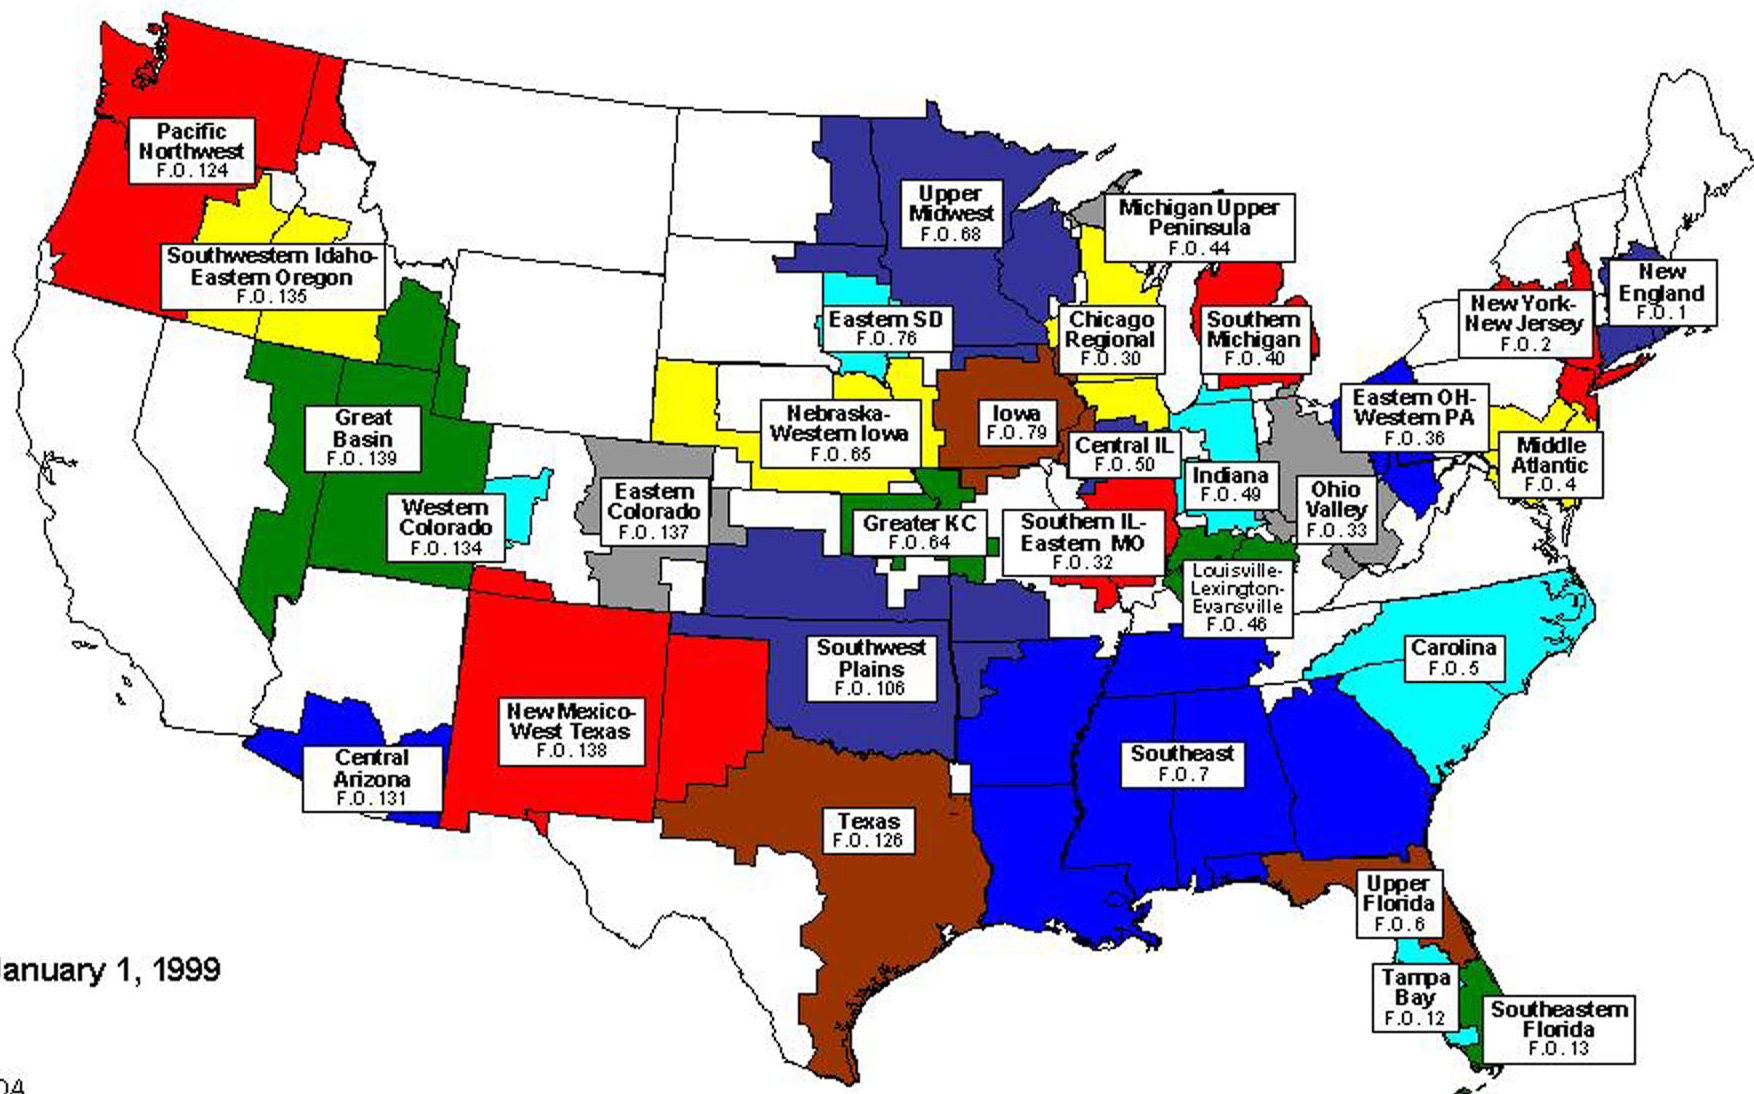 Pacific
Northwest
F.O. 124
Southwestern Idaho-
Eastern Oregon
F.O. 135
Upper
Midwest
F.O. 68
Michigan Upper
Peninsula
F.O. 44
Eastern SD
F.O. 76
Chicago
Regional
F.O. 30
Southern
Michigan
F.O. 40
New York-
New Jersey
F.O. 2
New
England
F.O. 1
Great
Basin
F.O. 139
Nebraska-
Western Iowa
F.O. 65
Iowa
F.O. 79
Central IL
F.O. 50
Eastern OH-
Western PA
F.O. 36
Middle
Atlantic
F.O. 4
Western
Colorado
F.O. 134
Eastern
Colorado
F.O. 137
Greater KC
F.O. 64
Southern IL-
Eastern MO
F.O. 32
Indiana
F.O. 49
Ohio
Valley
F.O. 33
Louisville-
Lexington-
Evansville
F.O. 46
Carolina
F.O. 5
Southwest
Plains
F.O. 106
New Mexico-
West Texas
F.O. 138
Central
Arizona
F.O. 131
Southeast
F.O. 7
Texas
F.O. 126
Upper
Florida
F.O. 6
Tampa
Bay
F.O. 12
Southeastern
Florida
F.O. 13
January 1, 1999